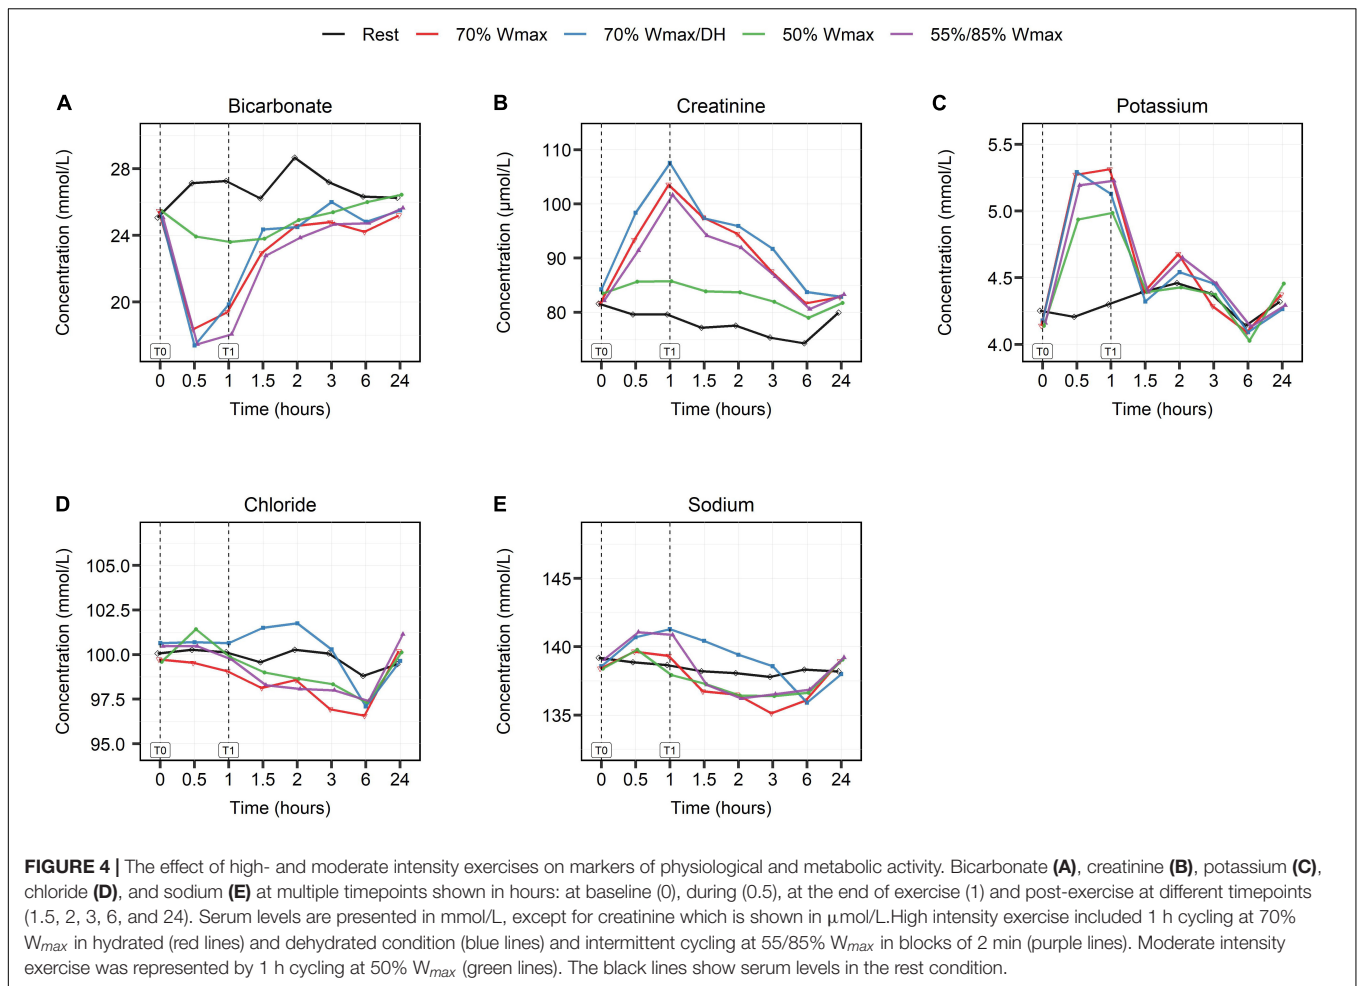 Rest 70% Wmax 70% Wmax/DH 50% Wmax 55%/85% Wmax
A Bicarbonate
Concentration (mmol/L)
28
24
20
T0 T1
0 0.5 1 1.5 2 3 6 24
Time (hours)
B Creatinine
Concentration (µmol/L)
110
100
90
80
T0 T1
0 0.5 1 1.5 2 3 6 24
Time (hours)
C Potassium
Concentration (mmol/L)
5.5
5.0
4.5
4.0
T0 T1
0 0.5 1 1.5 2 3 6 24
Time (hours)
D Chloride
Concentration (mmol/L)
105.0
102.5
100.0
97.5
95.0
T0 T1
0 0.5 1 1.5 2 3 6 24
Time (hours)
E Sodium
Concentration (mmol/L)
145
140
135
T0 T1
0 0.5 1 1.5 2 3 6 24
Time (hours)
FIGURE 4 | The effect of high- and moderate intensity exercises on markers of physiological and metabolic activity. Bicarbonate (A), creatinine (B), potassium (C),
chloride (D), and sodium (E) at multiple timepoints shown in hours: at baseline (0), during (0.5), at the end of exercise (1) and post-exercise at different timepoints
(1.5, 2, 3, 6, and 24). Serum levels are presented in mmol/L, except for creatinine which is shown in µmol/L.High intensity exercise included 1 h cycling at 70%
Wmax in hydrated (red lines) and dehydrated condition (blue lines) and intermittent cycling at 55/85% Wmax in blocks of 2 min (purple lines). Moderate intensity
exercise was represented by 1 h cycling at 50% Wmax (green lines). The black lines show serum levels in the rest condition.